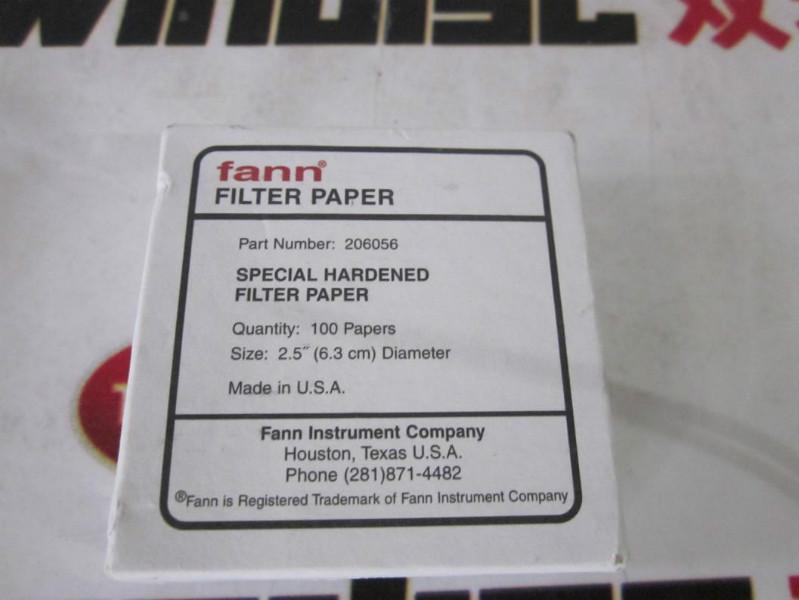 fann®
FILTER PAPER
Part Number: 206056
SPECIAL HARDENED
FILTER PAPER
Quantity: 100 Papers
Size: 2.5″ (6.3 cm) Diameter
Made in U.S.A.
Fann Instrument Company
Houston, Texas U.S.A.
Phone (281)871-4482
®Fann is Registered Trademark of Fann Instrument Company